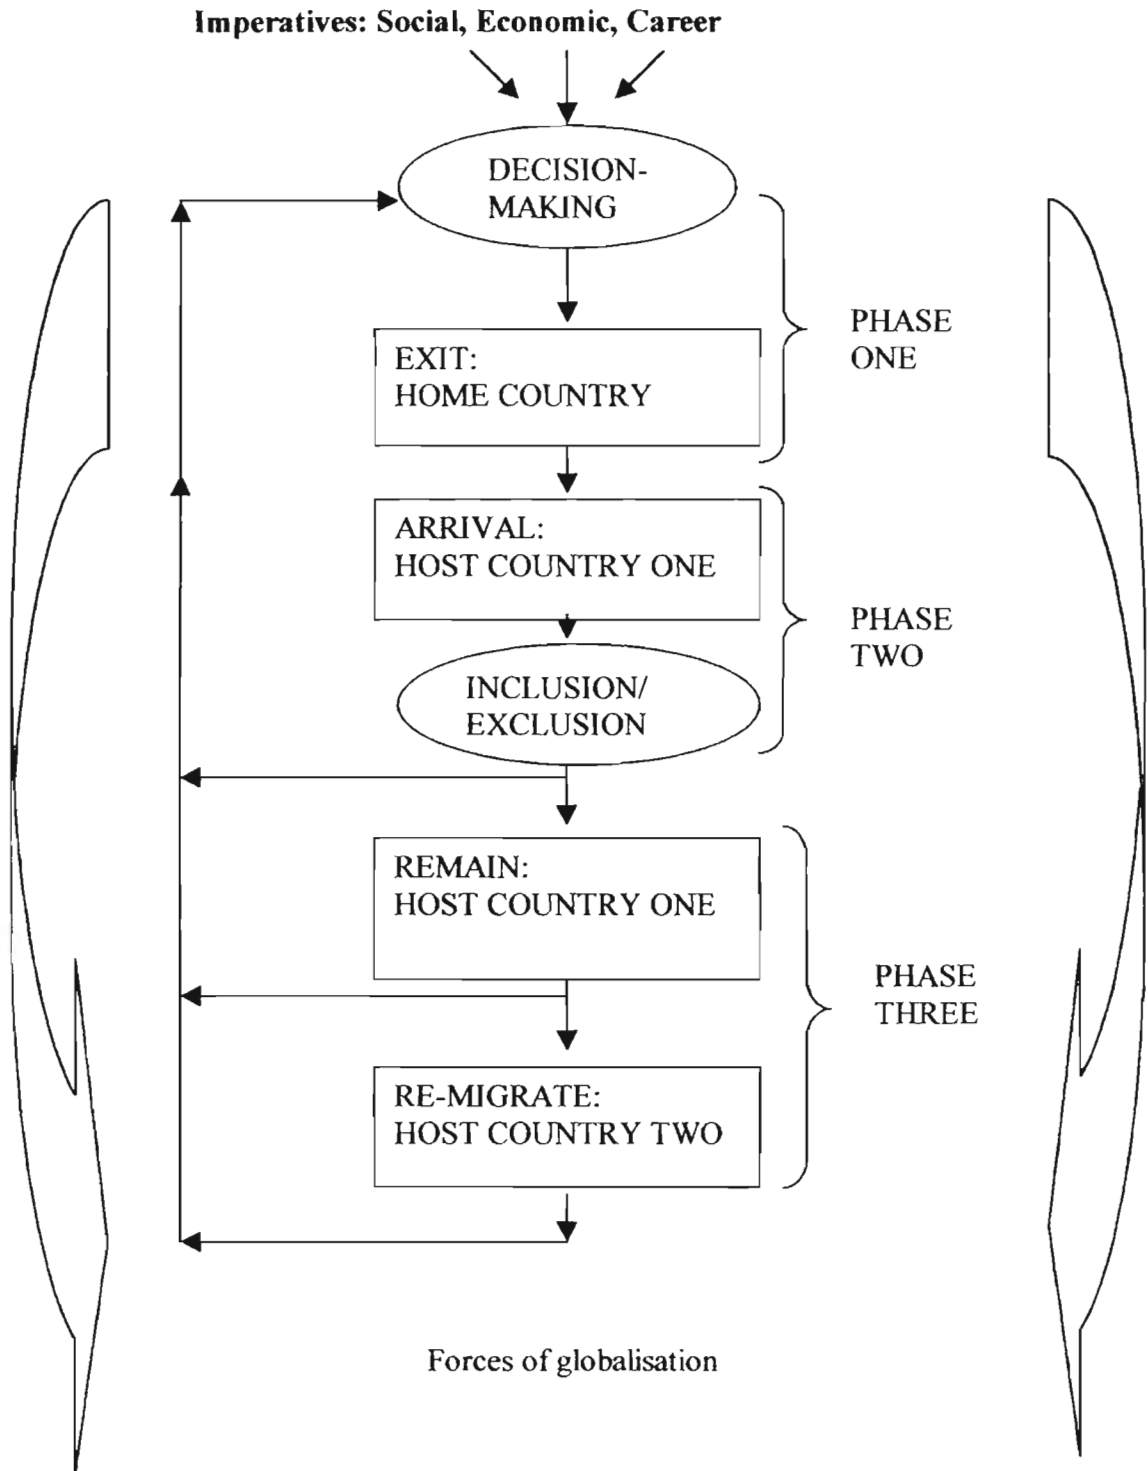 Imperatives: Social, Economic, Career
DECISION-
MAKING
PHASE
ONE
EXIT:
HOME COUNTRY
ARRIVAL:
HOST COUNTRY ONE
PHASE
TWO
INCLUSION/
EXCLUSION
REMAIN:
HOST COUNTRY ONE
PHASE
THREE
RE-MIGRATE:
HOST COUNTRY TWO
Forces of globalisation